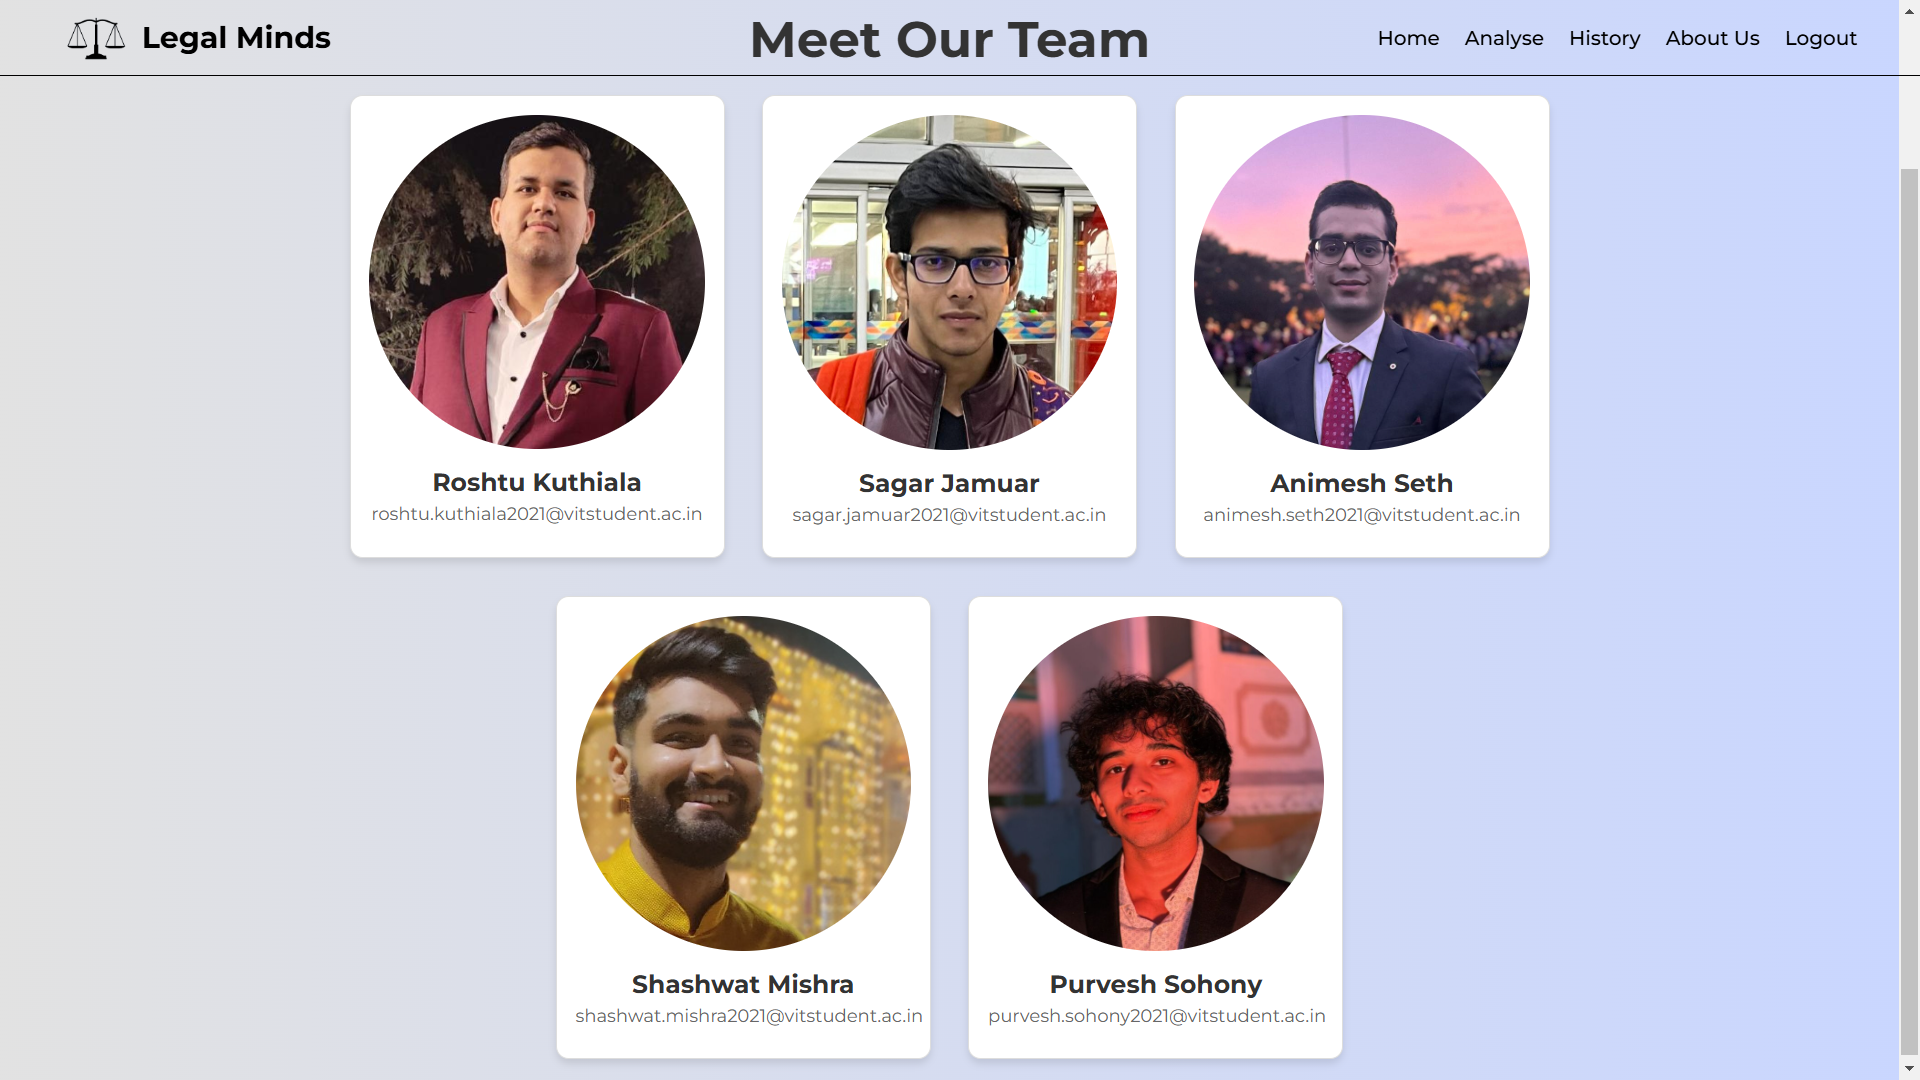 Legal Minds
Meet Our Team
Home
Analyse
History
About Us
Logout
Roshtu Kuthiala
roshtu.kuthiala2021@vitstudent.ac.in
Sagar Jamuar
sagar.jamuar2021@vitstudent.ac.in
Animesh Seth
animesh.seth2021@vitstudent.ac.in
Shashwat Mishra
shashwat.mishra2021@vitstudent.ac.in
Purvesh Sohony
purvesh.sohony2021@vitstudent.ac.in